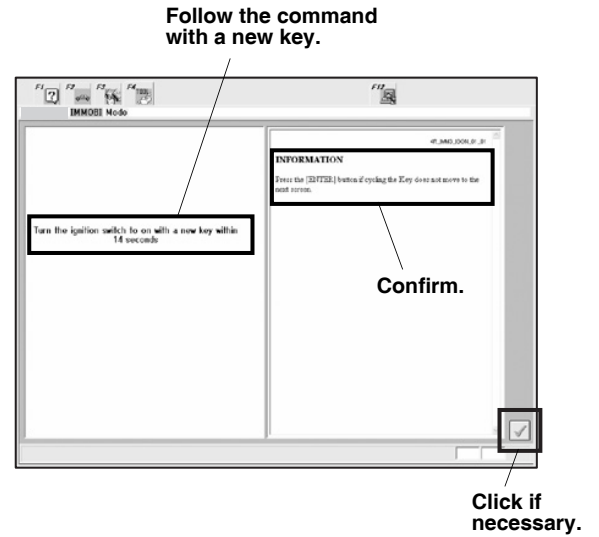 Follow the command
with a new key.
F1 F2 F3 F4 F12
IMMOBI Mode
INFORMATION
Press the [ENTER] button if cycling the Key does not move to the
next screen.
Turn the ignition switch to on with a new key within
14 seconds
Confirm.
Click if
necessary.